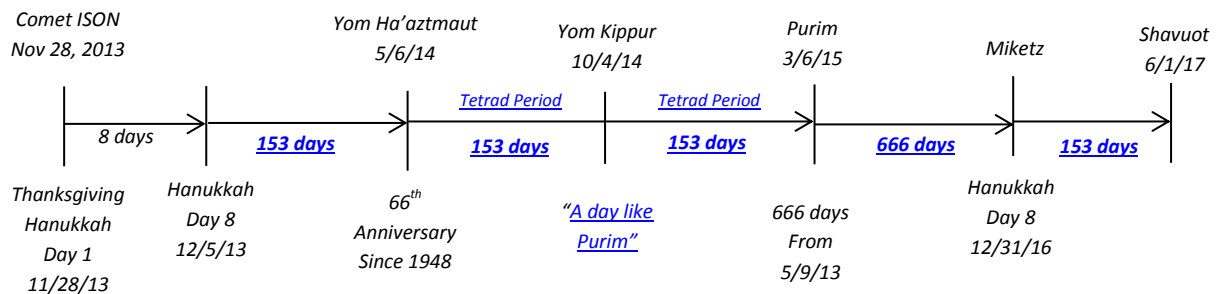 Comet ISON
Nov 28, 2013
Yom Ha’aztmaut
5/6/14
Yom Kippur
10/4/14
Purim
3/6/15
Miketz
Shavuot
6/1/17
8 days
153 days
Tetrad Period
153 days
Tetrad Period
153 days
666 days
153 days
Thanksgiving
Hanukkah
Day 1
11/28/13
Hanukkah
Day 8
12/5/13
66th
Anniversary
Since 1948
“A day like
Purim”
666 days
From
5/9/13
Hanukkah
Day 8
12/31/16